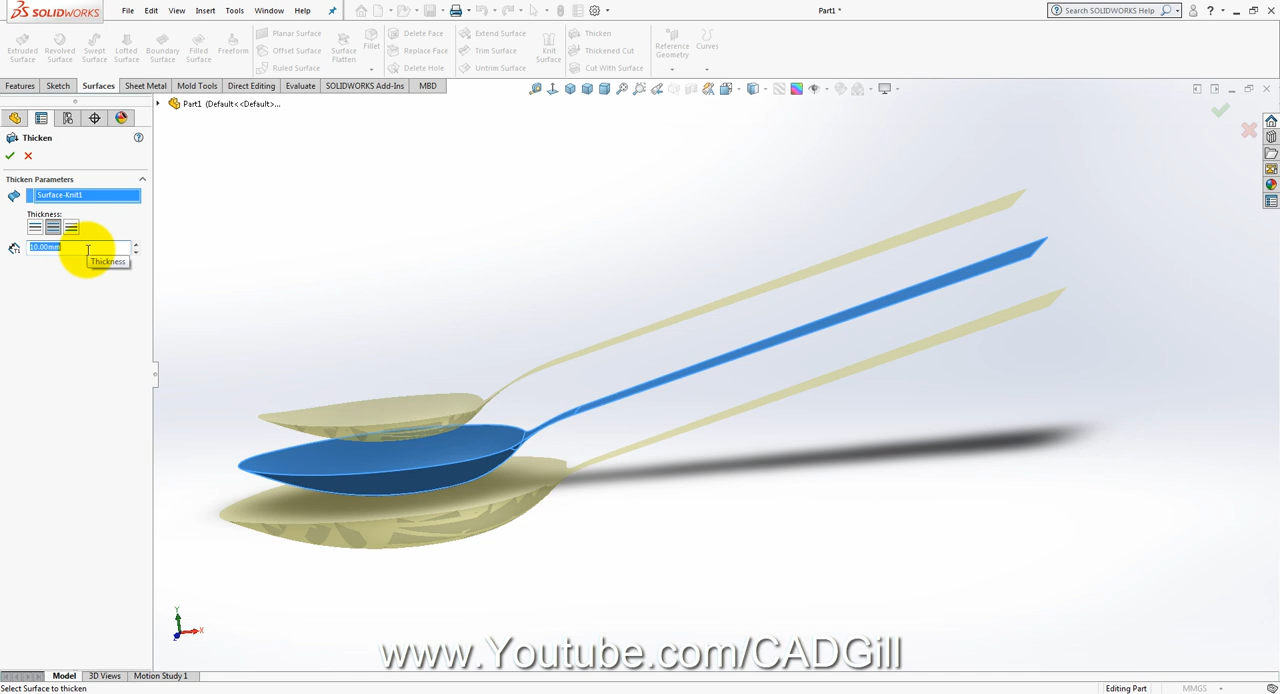 SOLIDWORKS File Edit View Insert Tools Window Help Part1 * Search SOLIDWORKS Help ?
Extruded Surface Revolved Surface Swept Surface Lofted Surface Boundary Surface Filled Surface Freeform
Planar Surface
Offset Surface
Ruled Surface
Surface Flatten
Fillet
Delete Face
Replace Face
Delete Hole
Extend Surface
Trim Surface
Untrim Surface
Knit Surface
Thicken
Thickened Cut
Cut With Surface
Reference Geometry
Curves
Features Sketch Surfaces Sheet Metal Mold Tools Direct Editing Evaluate SOLIDWORKS Add-Ins MBD
Part1 (Default<<Default>...
Thicken
Thicken Parameters
Surface-Knit1
Thickness:
10.00mm
Thickness
Y
X
Z
www.Youtube.com/CADGill
Model 3D Views Motion Study 1
Select Surface to thicken Editing Part MMGS